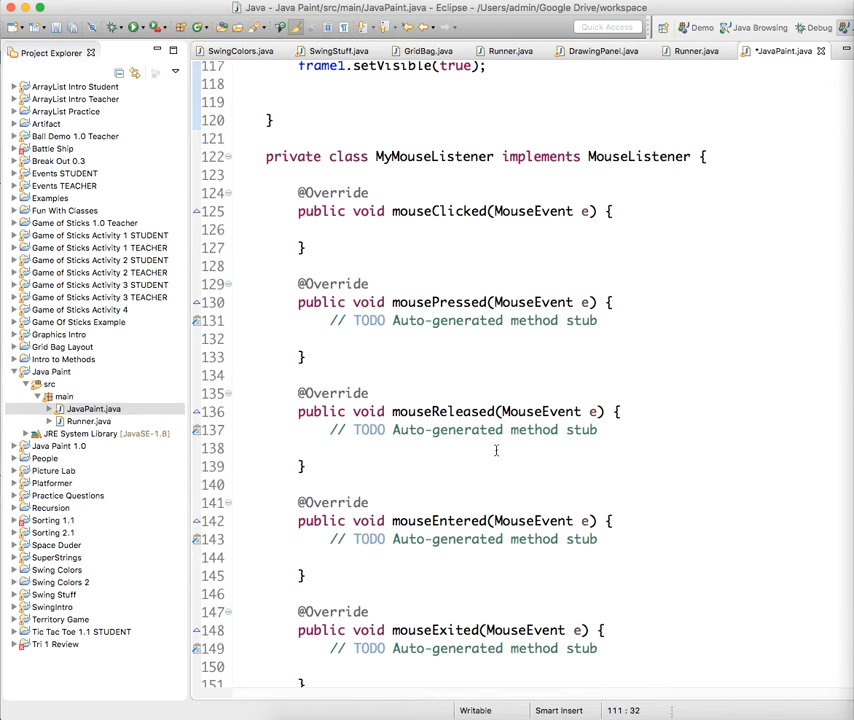 Java - Java Paint/src/main/JavaPaint.java - Eclipse - /Users/admin/Google Drive/workspace
Quick Access
Demo
Java Browsing
Debug
Project Explorer
SwingColors.java
SwingStuff.java
GridBag.java
Runner.java
DrawingPanel.java
Runner.java
*JavaPaint.java
ArrayList Intro Student
ArrayList Intro Teacher
ArrayList Practice
Artifact
Ball Demo 1.0 Teacher
Battle Ship
Break Out 0.3
Events STUDENT
Events TEACHER
Examples
Fun With Classes
Game of Sticks 1.0 Teacher
Game of Sticks Activity 1 STUDENT
Game of Sticks Activity 1 TEACHER
Game of Sticks Activity 2 STUDENT
Game of Sticks Activity 2 TEACHER
Game of Sticks Activity 3 STUDENT
Game of Sticks Activity 3 TEACHER
Game of Sticks Activity 4
Game Of Sticks Example
Graphics Intro
Grid Bag Layout
Intro to Methods
Java Paint
src
main
JavaPaint.java
Runner.java
JRE System Library [JavaSE-1.8]
Java Paint 1.0
People
Picture Lab
Platformer
Practice Questions
Recursion
Sorting 1.1
Sorting 2.1
Space Duder
SuperStrings
Swing Colors
Swing Colors 2
Swing Stuff
SwingIntro
Territory Game
Tic Tac Toe 1.1 STUDENT
Tri 1 Review
117 frame1.setVisible(true);
118
119
120 }
121
122 private class MyMouseListener implements MouseListener {
123
124 @Override
125 public void mouseClicked(MouseEvent e) {
126
127 }
128
129 @Override
130 public void mousePressed(MouseEvent e) {
131 // TODO Auto-generated method stub
132
133 }
134
135 @Override
136 public void mouseReleased(MouseEvent e) {
137 // TODO Auto-generated method stub
138
139 }
140
141 @Override
142 public void mouseEntered(MouseEvent e) {
143 // TODO Auto-generated method stub
144
145 }
146
147 @Override
148 public void mouseExited(MouseEvent e) {
149 // TODO Auto-generated method stub
150
151 }
Writable
Smart Insert
111 : 32